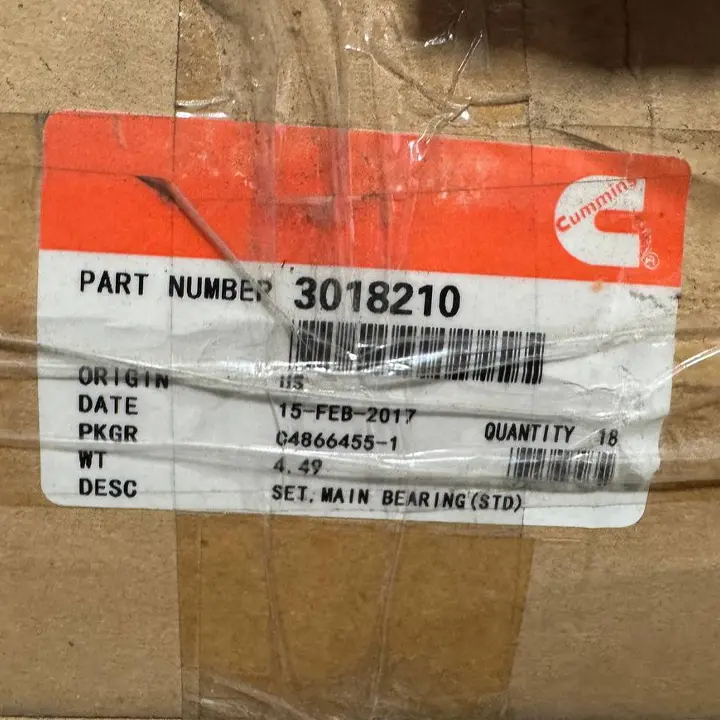 Cummins
PART NUMBER 3018210
ORIGIN US
DATE 15-FEB-2017
PKGR C4866455-1 QUANTITY 18
WT 4.49
DESC SET, MAIN BEARING(STD)